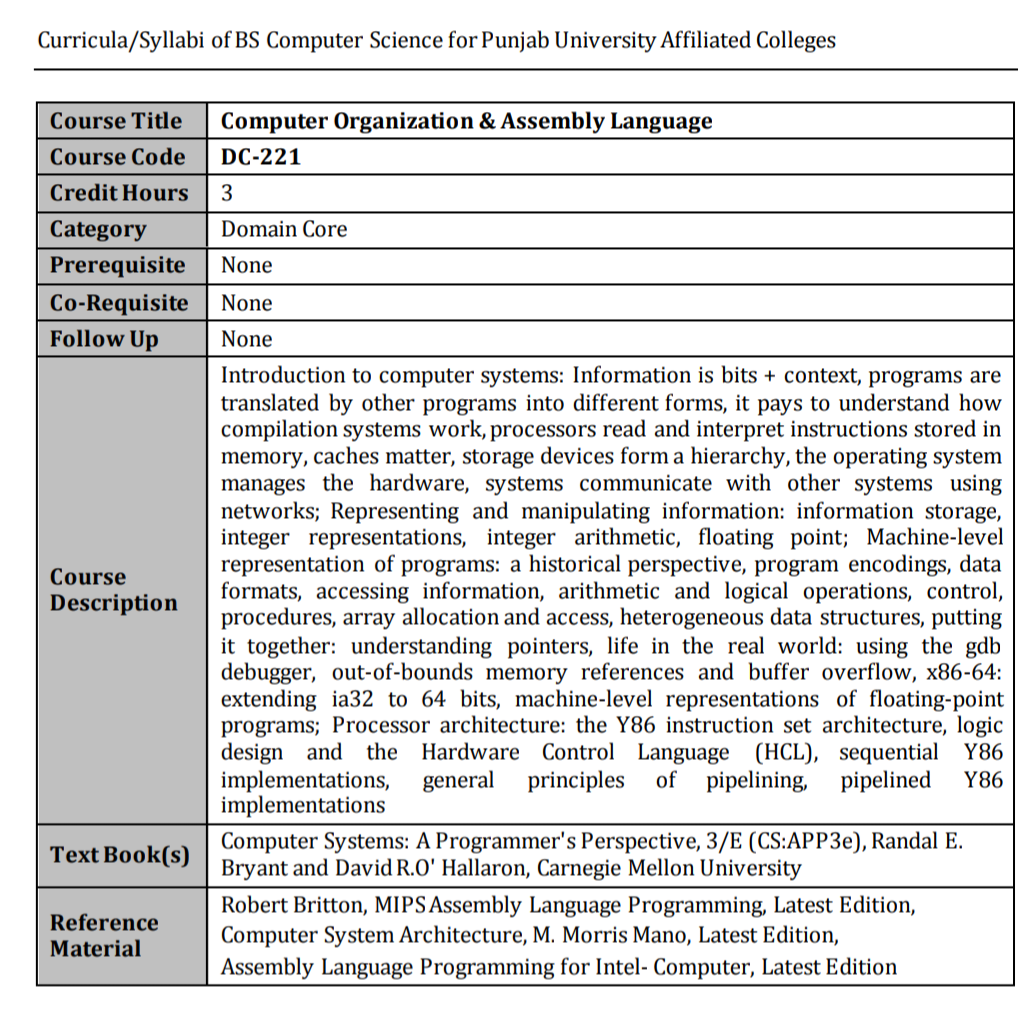 Curricula/Syllabi of BS Computer Science for Punjab University Affiliated Colleges
Course Title Computer Organization & Assembly Language
Course Code DC-221
Credit Hours 3
Category Domain Core
Prerequisite None
Co-Requisite None
Follow Up None
Course
Description
Introduction to computer systems: Information is bits + context, programs are
translated by other programs into different forms, it pays to understand how
compilation systems work, processors read and interpret instructions stored in
memory, caches matter, storage devices form a hierarchy, the operating system
manages the hardware, systems communicate with other systems using
networks; Representing and manipulating information: information storage,
integer representations, integer arithmetic, floating point; Machine-level
representation of programs: a historical perspective, program encodings, data
formats, accessing information, arithmetic and logical operations, control,
procedures, array allocation and access, heterogeneous data structures, putting
it together: understanding pointers, life in the real world: using the gdb
debugger, out-of-bounds memory references and buffer overflow, x86-64:
extending ia32 to 64 bits, machine-level representations of floating-point
programs; Processor architecture: the Y86 instruction set architecture, logic
design and the Hardware Control Language (HCL), sequential Y86
implementations, general principles of pipelining, pipelined Y86
implementations
Text Book(s)
Computer Systems: A Programmer's Perspective, 3/E (CS:APP3e), Randal E.
Bryant and David R.O' Hallaron, Carnegie Mellon University
Reference
Material
Robert Britton, MIPS Assembly Language Programming, Latest Edition,
Computer System Architecture, M. Morris Mano, Latest Edition,
Assembly Language Programming for Intel- Computer, Latest Edition